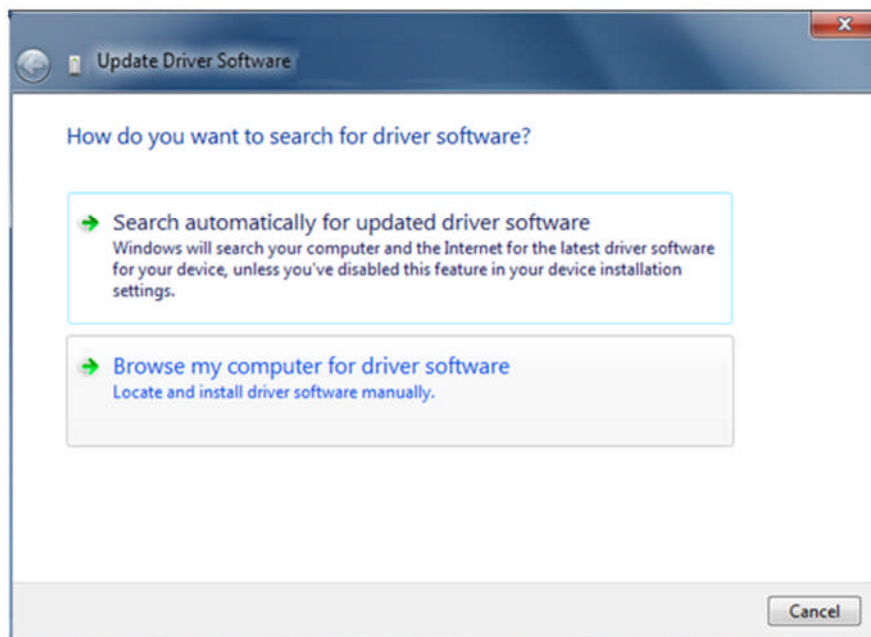 Update Driver Software
How do you want to search for driver software?
Search automatically for updated driver software
Windows will search your computer and the Internet for the latest driver software
for your device, unless you've disabled this feature in your device installation
settings.
Browse my computer for driver software
Locate and install driver software manually.
Cancel